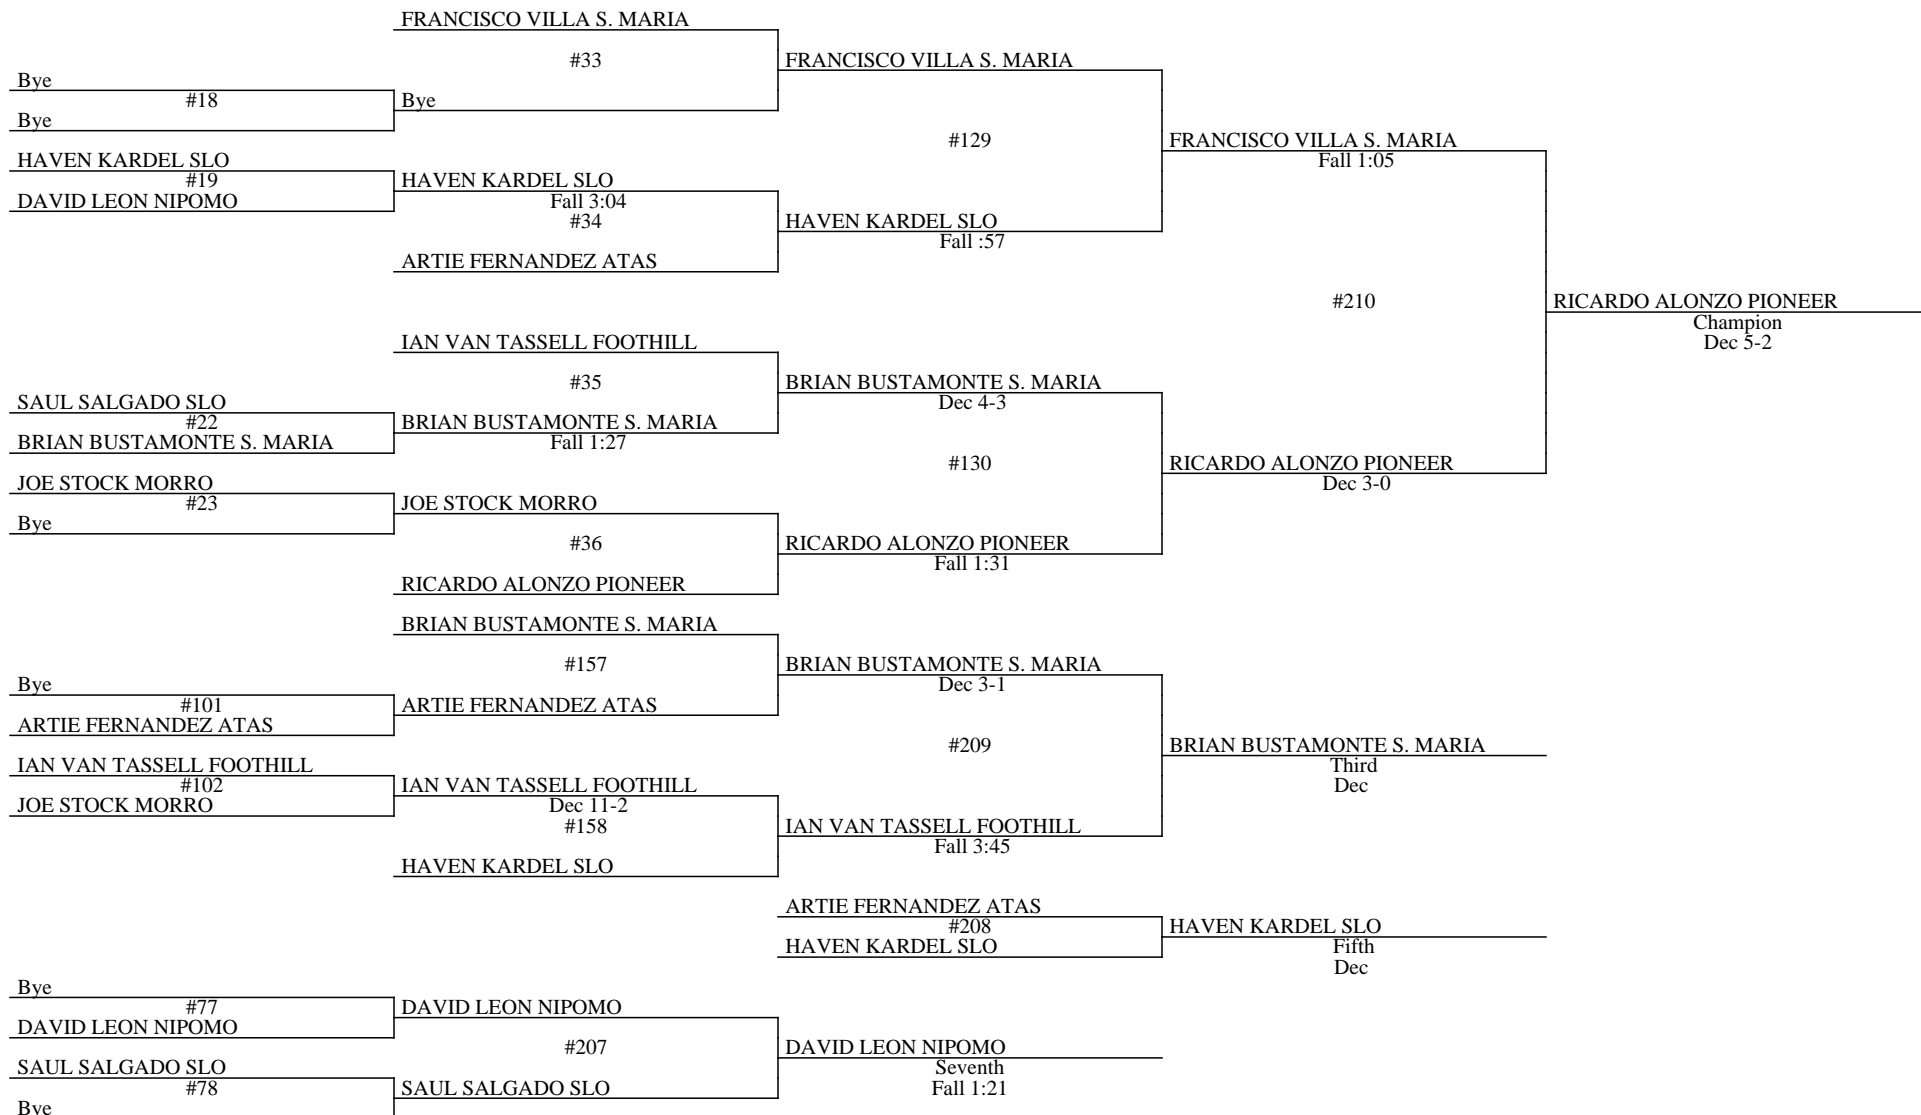 FRANCISCO VILLA S. MARIA
#33
FRANCISCO VILLA S. MARIA
Bye
#18
Bye
Bye
#129
FRANCISCO VILLA S. MARIA
Fall 1:05
HAVEN KARDEL SLO
#19
DAVID LEON NIPOMO
HAVEN KARDEL SLO
Fall 3:04
#34
HAVEN KARDEL SLO
Fall :57
ARTIE FERNANDEZ ATAS
#210
RICARDO ALONZO PIONEER
Champion
Dec 5-2
IAN VAN TASSELL FOOTHILL
#35
BRIAN BUSTAMONTE S. MARIA
Dec 4-3
SAUL SALGADO SLO
#22
BRIAN BUSTAMONTE S. MARIA
BRIAN BUSTAMONTE S. MARIA
Fall 1:27
#130
RICARDO ALONZO PIONEER
Dec 3-0
JOE STOCK MORRO
#23
Bye
JOE STOCK MORRO
#36
RICARDO ALONZO PIONEER
Fall 1:31
RICARDO ALONZO PIONEER
BRIAN BUSTAMONTE S. MARIA
#157
BRIAN BUSTAMONTE S. MARIA
Dec 3-1
Bye
#101
ARTIE FERNANDEZ ATAS
ARTIE FERNANDEZ ATAS
#209
BRIAN BUSTAMONTE S. MARIA
Third
Dec
IAN VAN TASSELL FOOTHILL
#102
JOE STOCK MORRO
IAN VAN TASSELL FOOTHILL
Dec 11-2
#158
IAN VAN TASSELL FOOTHILL
Fall 3:45
HAVEN KARDEL SLO
ARTIE FERNANDEZ ATAS
#208
HAVEN KARDEL SLO
HAVEN KARDEL SLO
Fifth
Dec
Bye
#77
DAVID LEON NIPOMO
DAVID LEON NIPOMO
#207
DAVID LEON NIPOMO
Seventh
Fall 1:21
SAUL SALGADO SLO
#78
Bye
SAUL SALGADO SLO